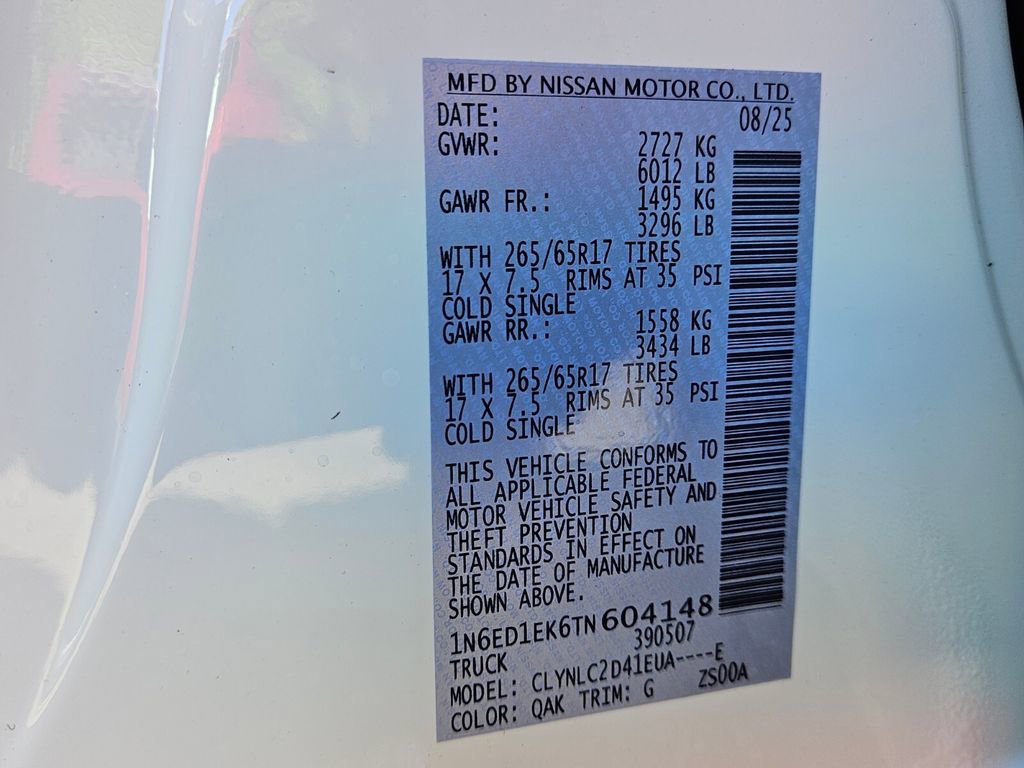 MFD BY NISSAN MOTOR CO., LTD.
DATE: 08/25
GVWR: 2727 KG
6012 LB
GAWR FR.: 1495 KG
3296 LB
WITH 265/65R17 TIRES
17 X 7.5 RIMS AT 35 PSI
COLD SINGLE
GAWR RR.: 1558 KG
3434 LB
WITH 265/65R17 TIRES
17 X 7.5 RIMS AT 35 PSI
COLD SINGLE
THIS VEHICLE CONFORMS TO
ALL APPLICABLE FEDERAL
MOTOR VEHICLE SAFETY AND
THEFT PREVENTION
STANDARDS IN EFFECT ON
THE DATE OF MANUFACTURE
SHOWN ABOVE.
1N6ED1EK6TN604148
TRUCK 390507
MODEL: CLYNLC2D41EUA----E
COLOR: QAK TRIM: G ZS00A